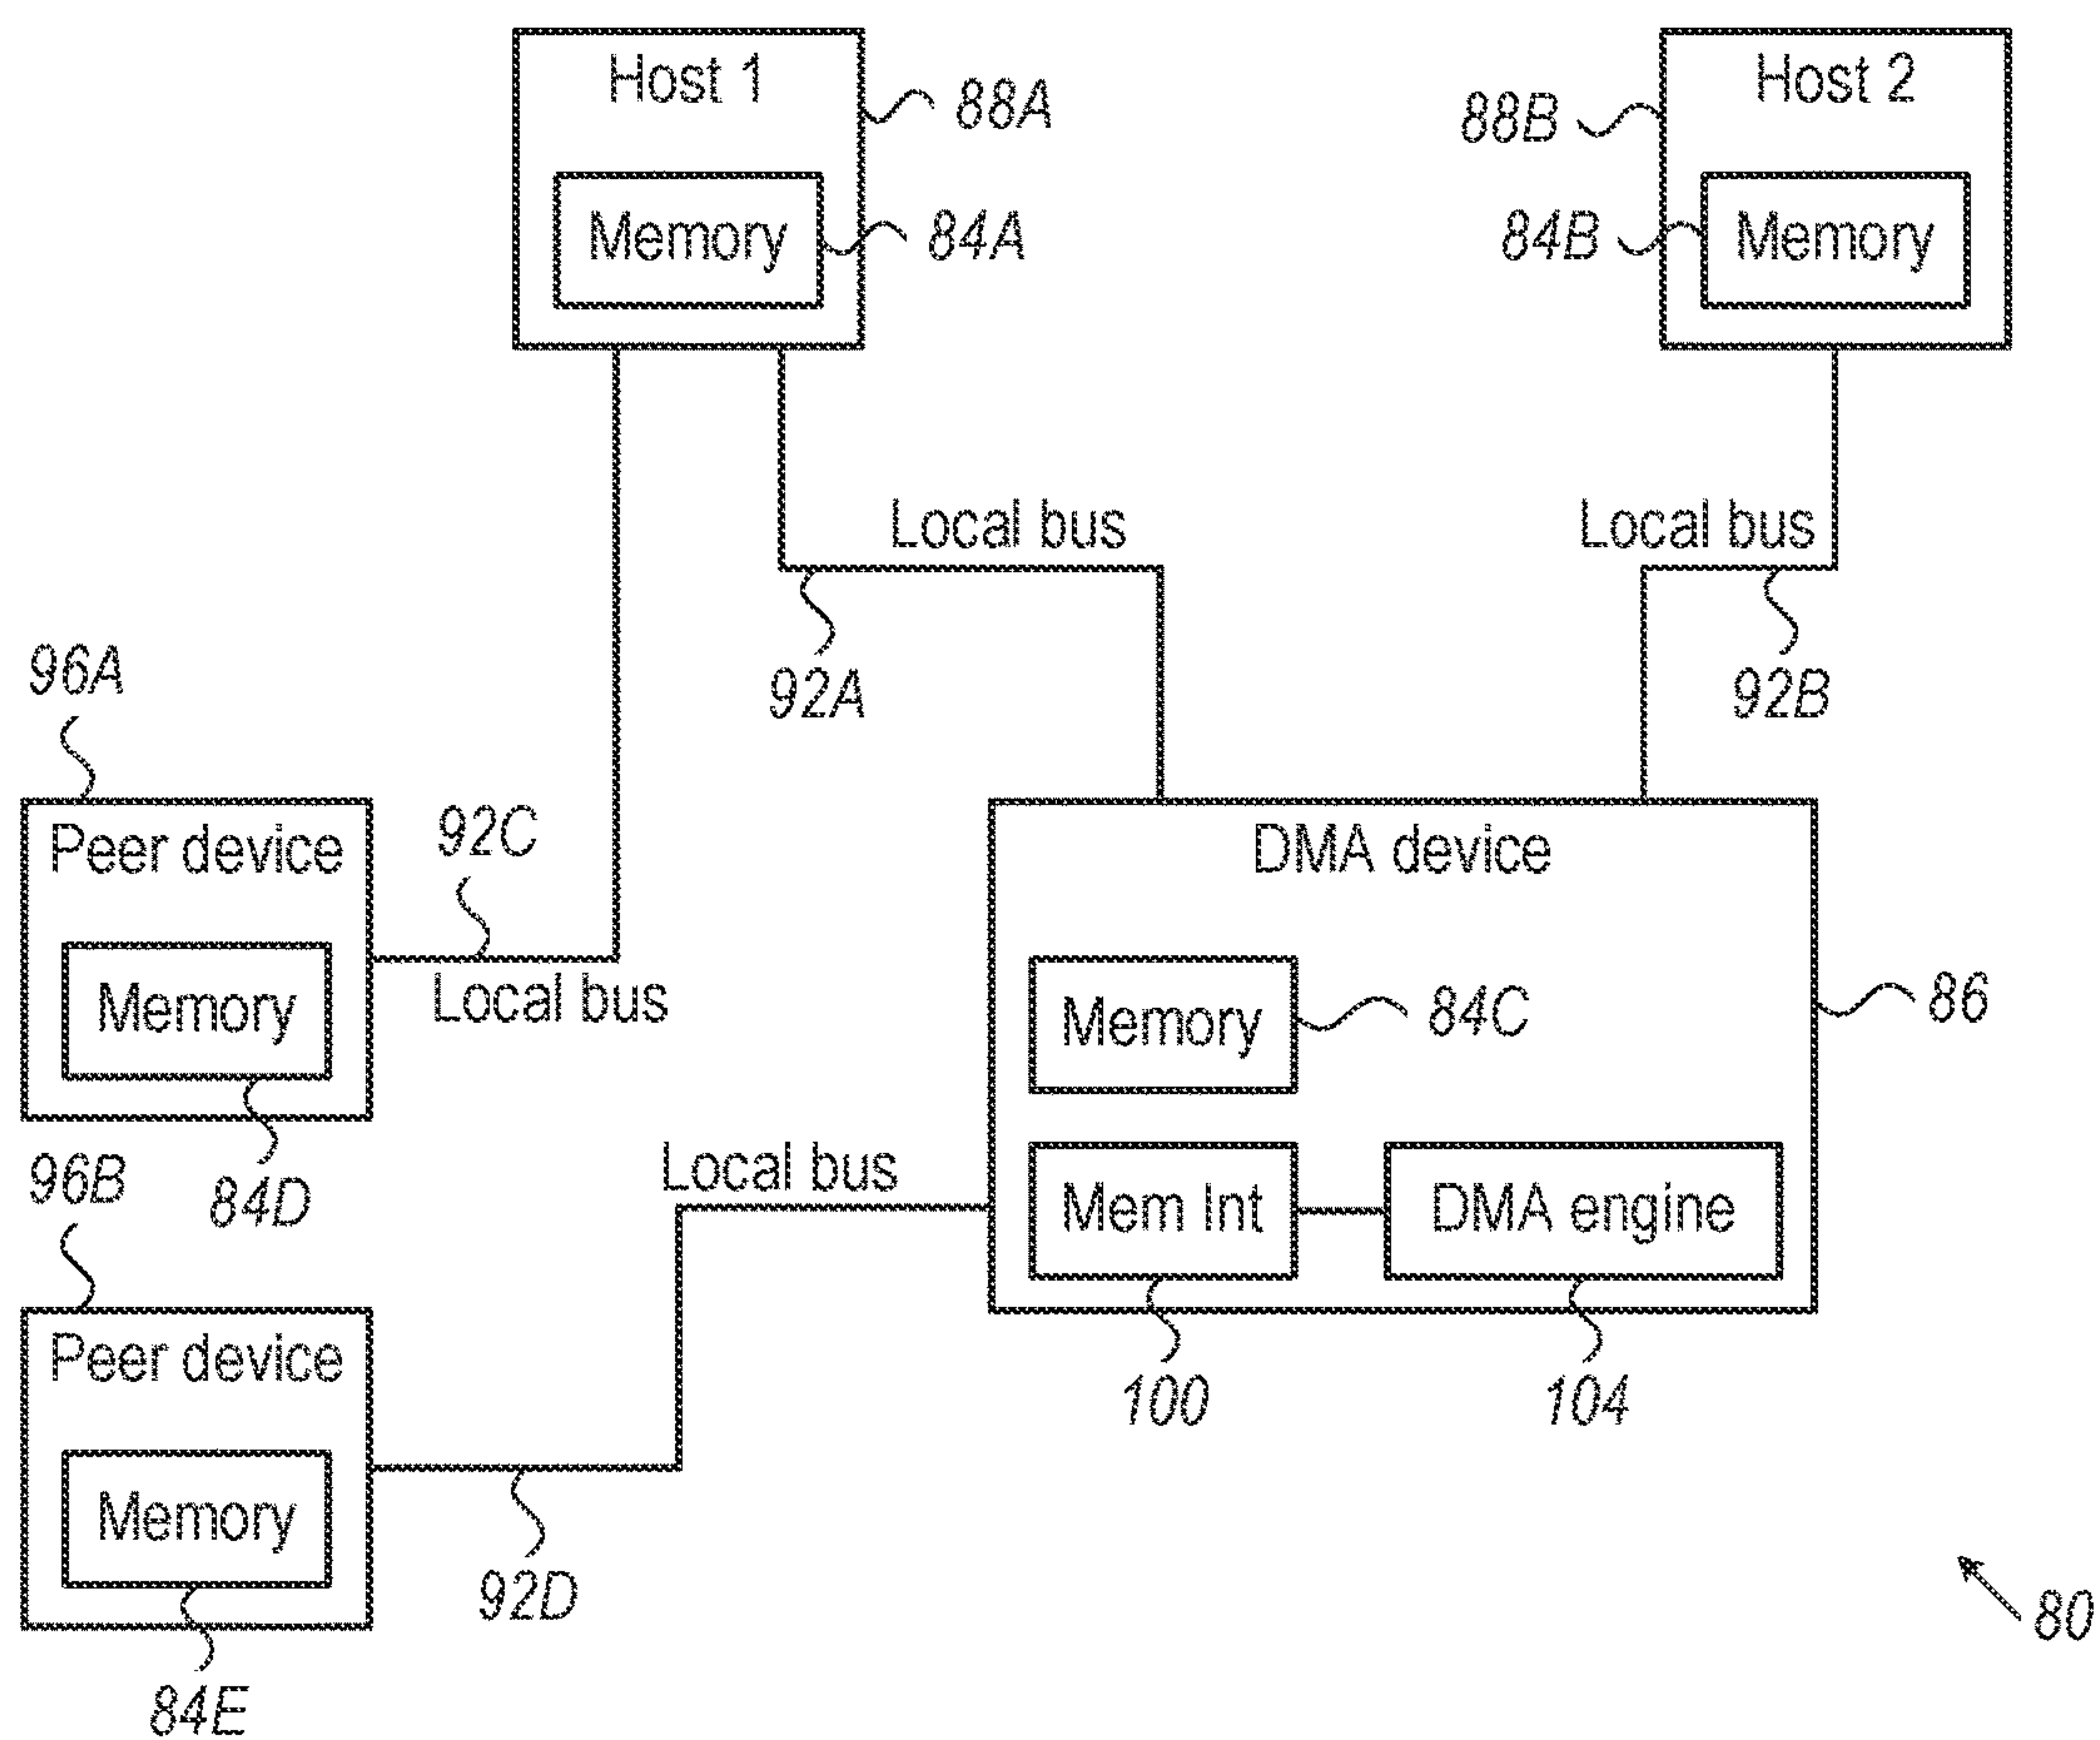 Host 1
88A
Memory
84A
Host 2
88B
84B
Memory
Local bus
92A
Local bus
92B
96A
Peer device
Memory
84D
92C
Local bus
DMA device
Memory
84C
86
Mem Int
DMA engine
100
104
Local bus
96B
Peer device
Memory
84E
92D
80